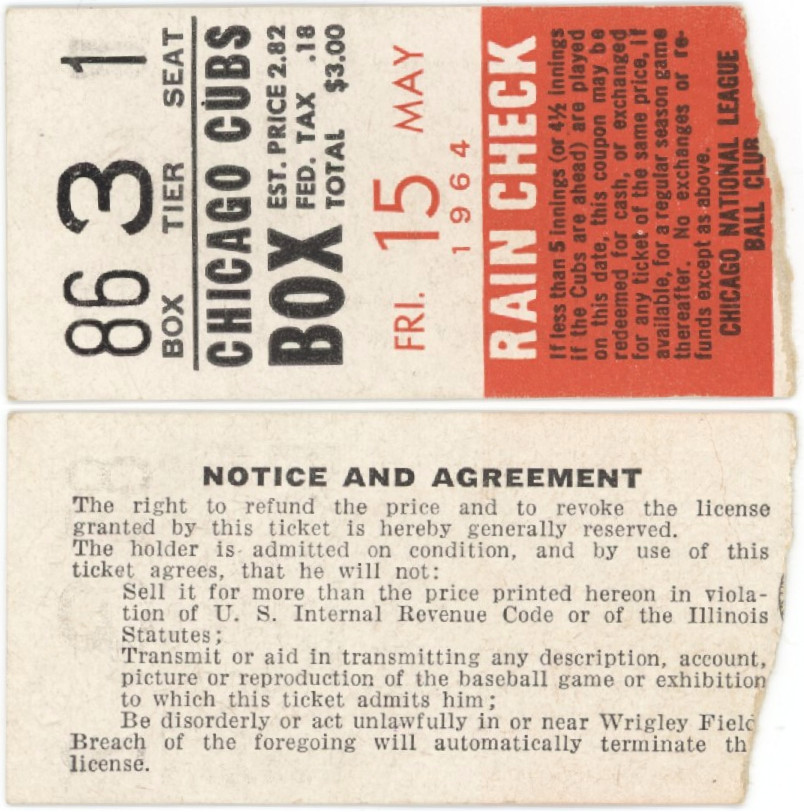 86 3 1
BOX TIER SEAT
CHICAGO CUBS
BOX
EST. PRICE 2.82
FED. TAX .18
TOTAL $3.00
FRI. 15 MAY
1964
RAIN CHECK
If less than 5 innings (or 4½ innings
if the Cubs are ahead) are played
on this date, this coupon may be
redeemed for cash, or exchanged
for any ticket of the same price, if
available, for a regular season game
thereafter. No exchanges or re-
funds except as above.
CHICAGO NATIONAL LEAGUE
BALL CLUB
NOTICE AND AGREEMENT
The right to refund the price and to revoke the license
granted by this ticket is hereby generally reserved.
The holder is admitted on condition, and by use of this
ticket agrees, that he will not:
Sell it for more than the price printed hereon in viola-
tion of U. S. Internal Revenue Code or of the Illinois
Statutes;
Transmit or aid in transmitting any description, account,
picture or reproduction of the baseball game or exhibition
to which this ticket admits him;
Be disorderly or act unlawfully in or near Wrigley Field
Breach of the foregoing will automatically terminate th
license.